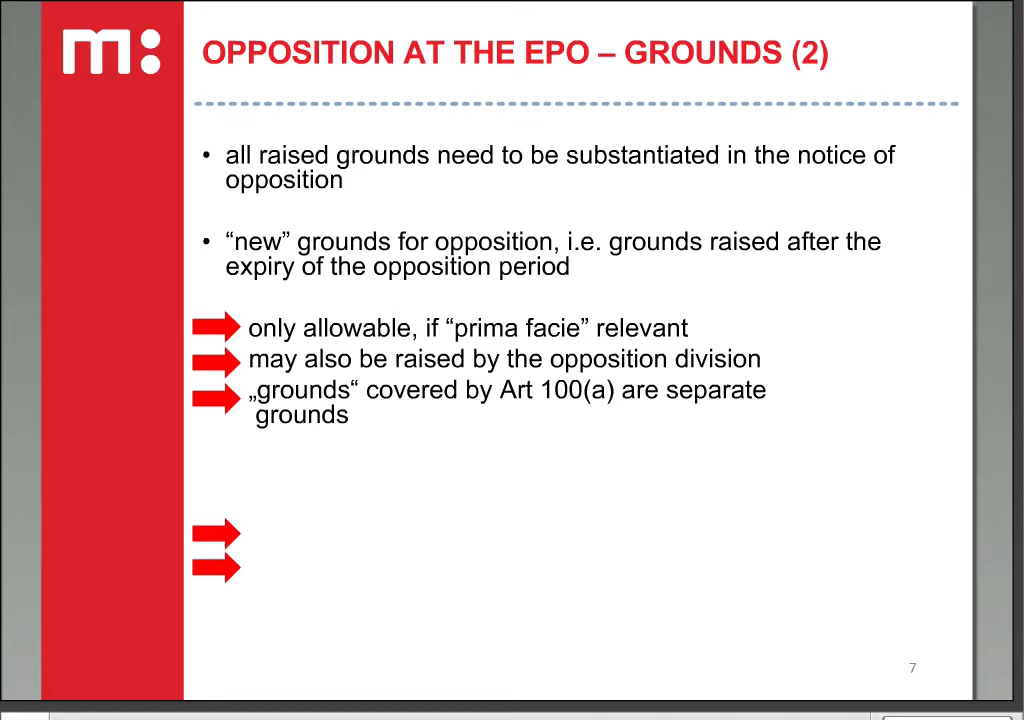 m:
OPPOSITION AT THE EPO – GROUNDS (2)
• all raised grounds need to be substantiated in the notice of
opposition
• “new” grounds for opposition, i.e. grounds raised after the
expiry of the opposition period
only allowable, if “prima facie” relevant
may also be raised by the opposition division
„grounds“ covered by Art 100(a) are separate
grounds
7